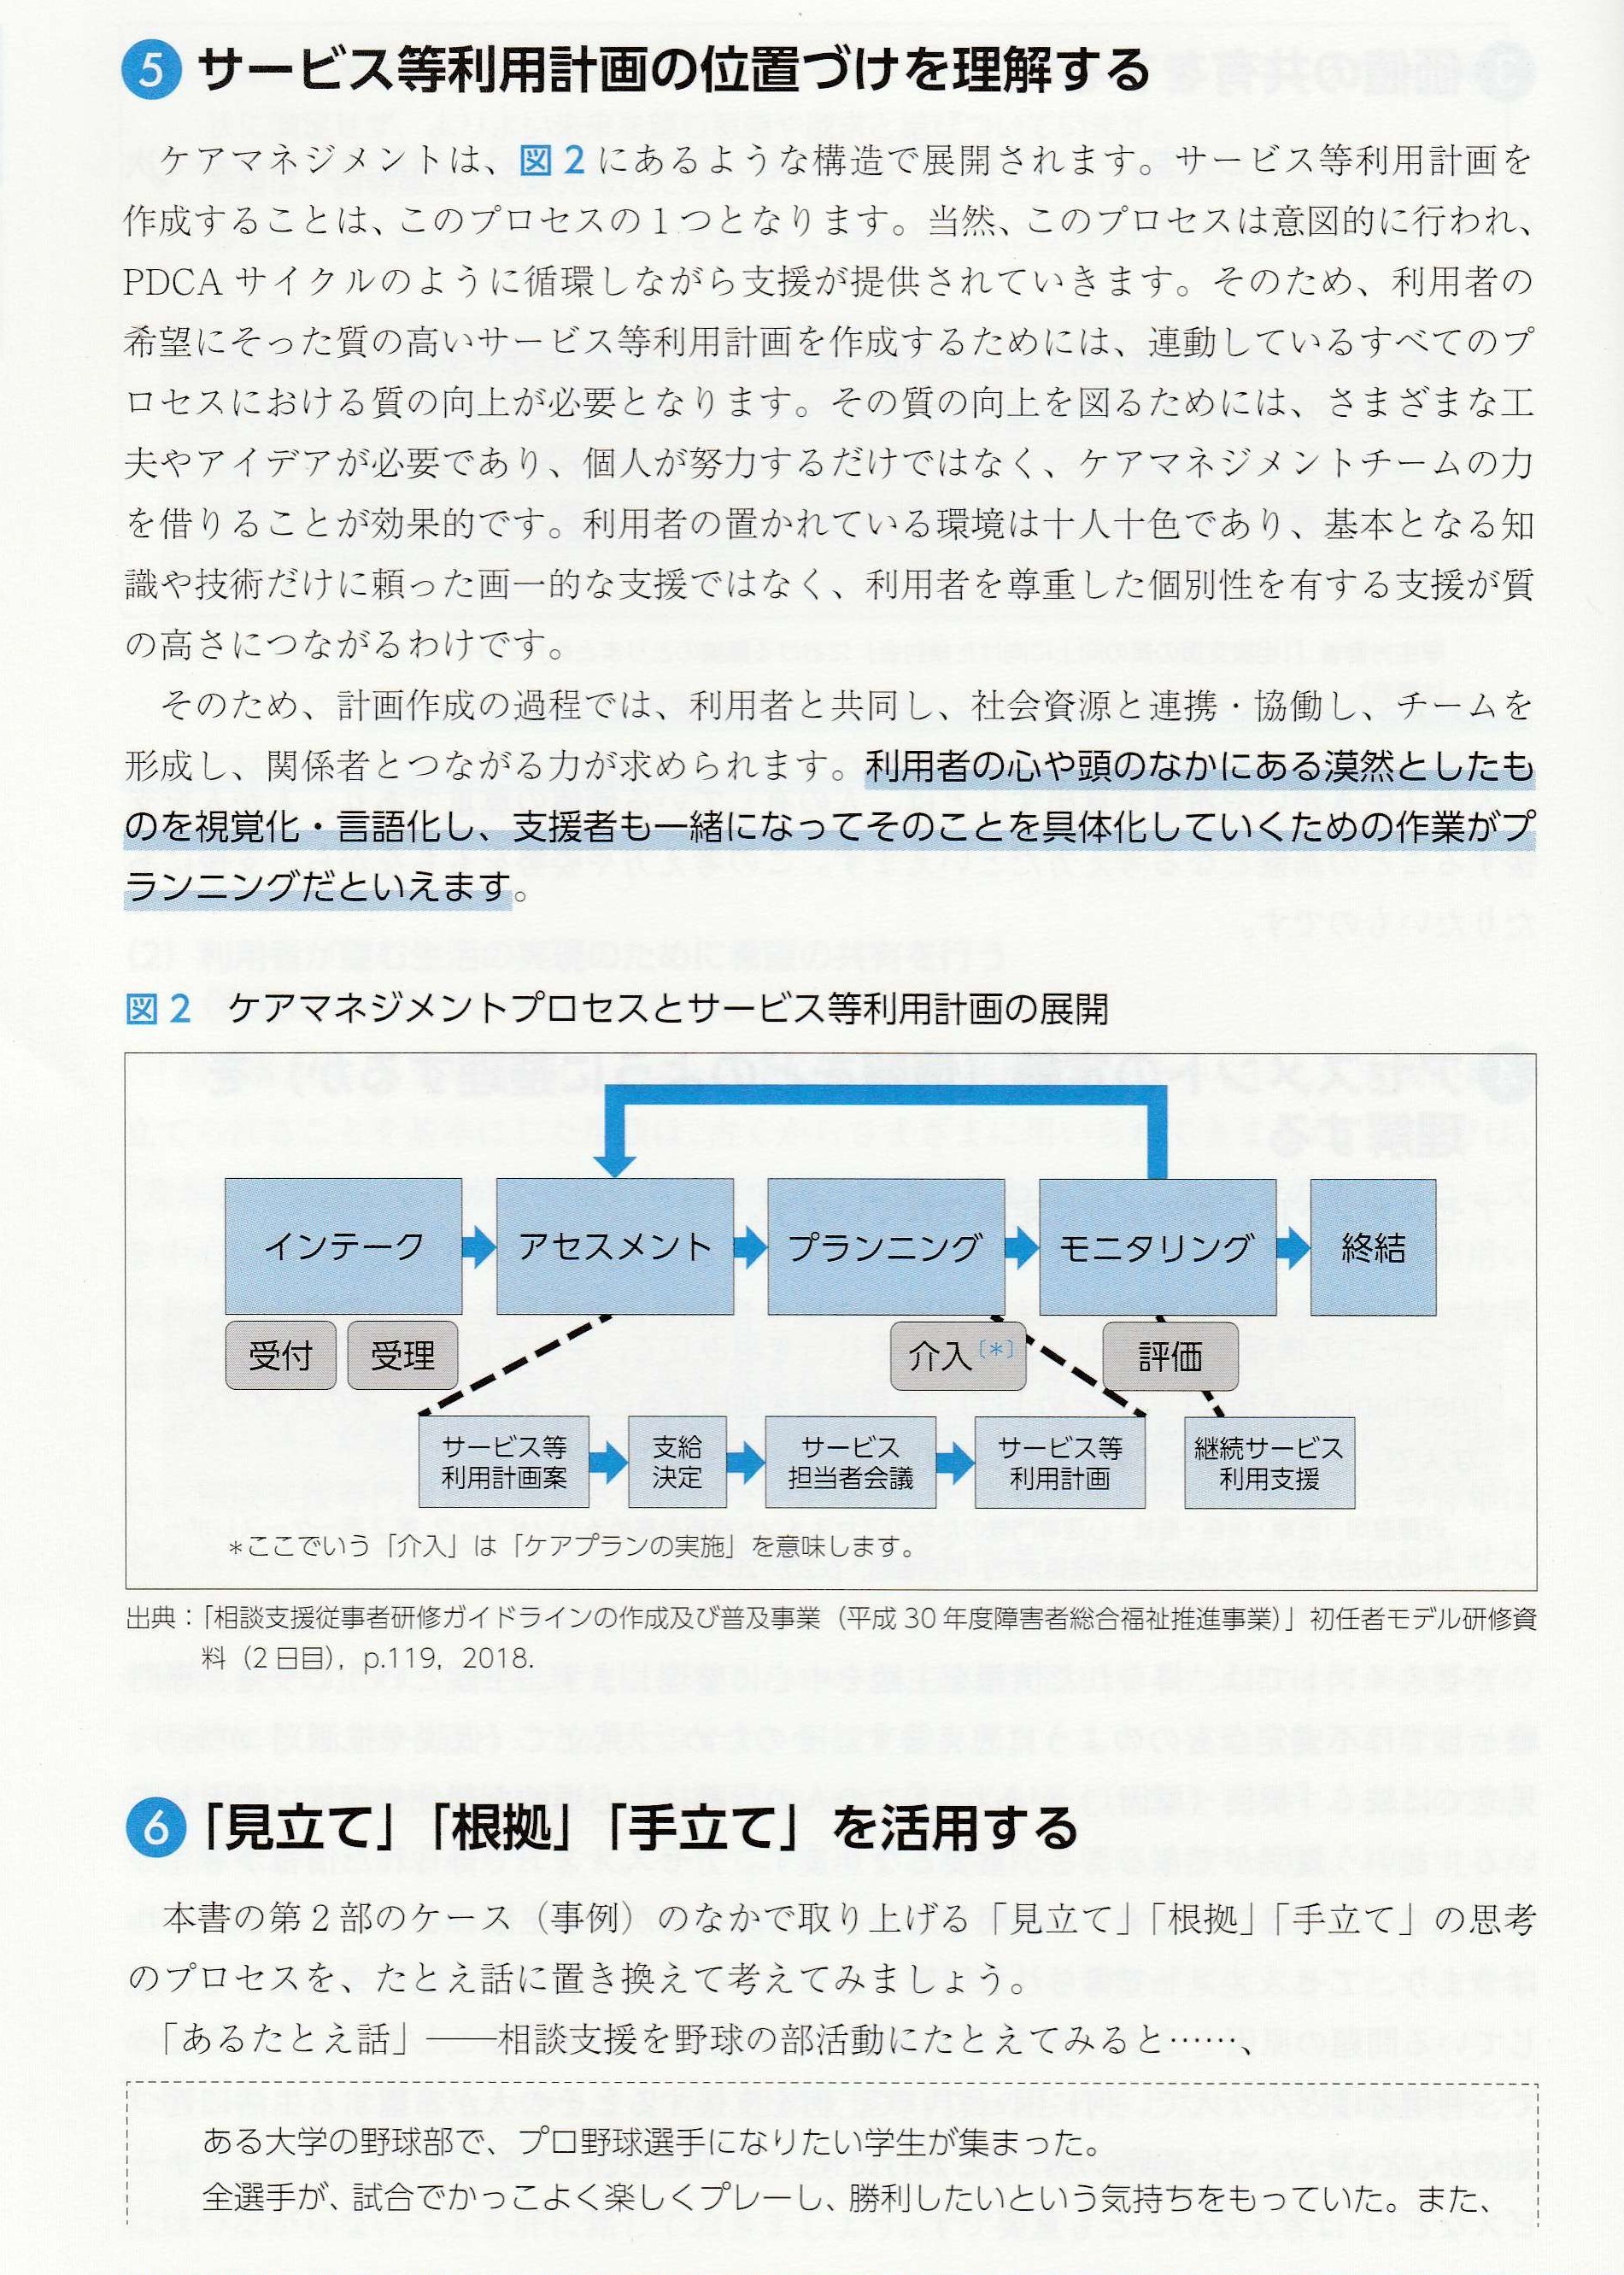 5 サービス等利用計画の位置づけを理解する
ケアマネジメントは、図2にあるような構造で展開されます。サービス等利用計画を
作成することは、このプロセスの1つとなります。当然、このプロセスは意図的に行われ、
PDCAサイクルのように循環しながら支援が提供されていきます。そのため、利用者の
希望にそった質の高いサービス等利用計画を作成するためには、連動しているすべてのプ
ロセスにおける質の向上が必要となります。その質の向上を図るためには、さまざまな工
夫やアイデアが必要であり、個人が努力するだけではなく、ケアマネジメントチームの力
を借りることが効果的です。利用者の置かれている環境は十人十色であり、基本となる知
識や技術だけに頼った画一的な支援ではなく、利用者を尊重した個別性を有する支援が質
の高さにつながるわけです。
そのため、計画作成の過程では、利用者と共同し、社会資源と連携・協働し、チームを
形成し、関係者とつながる力が求められます。利用者の心や頭のなかにある漠然としたも
のを視覚化・言語化し、支援者も一緒になってそのことを具体化していくための作業がプ
ランニングだといえます。
図2 ケアマネジメントプロセスとサービス等利用計画の展開
インテーク
アセスメント
プランニング
モニタリング
終結
受付
受理
介入〔*〕
評価
サービス等
利用計画案
支給
決定
サービス
担当者会議
サービス等
利用計画
継続サービス
利用支援
*ここでいう「介入」は「ケアプランの実施」を意味します。
出典：「相談支援従事者研修ガイドラインの作成及び普及事業（平成30年度障害者総合福祉推進事業）」初任者モデル研修資
料（2日目），p.119，2018.
6 「見立て」「根拠」「手立て」を活用する
本書の第2部のケース（事例）のなかで取り上げる「見立て」「根拠」「手立て」の思考
のプロセスを、たとえ話に置き換えて考えてみましょう。
「あるたとえ話」——相談支援を野球の部活動にたとえてみると……、
ある大学の野球部で、プロ野球選手になりたい学生が集まった。
全選手が、試合でかっこよく楽しくプレーし、勝利したいという気持ちをもっていた。また、